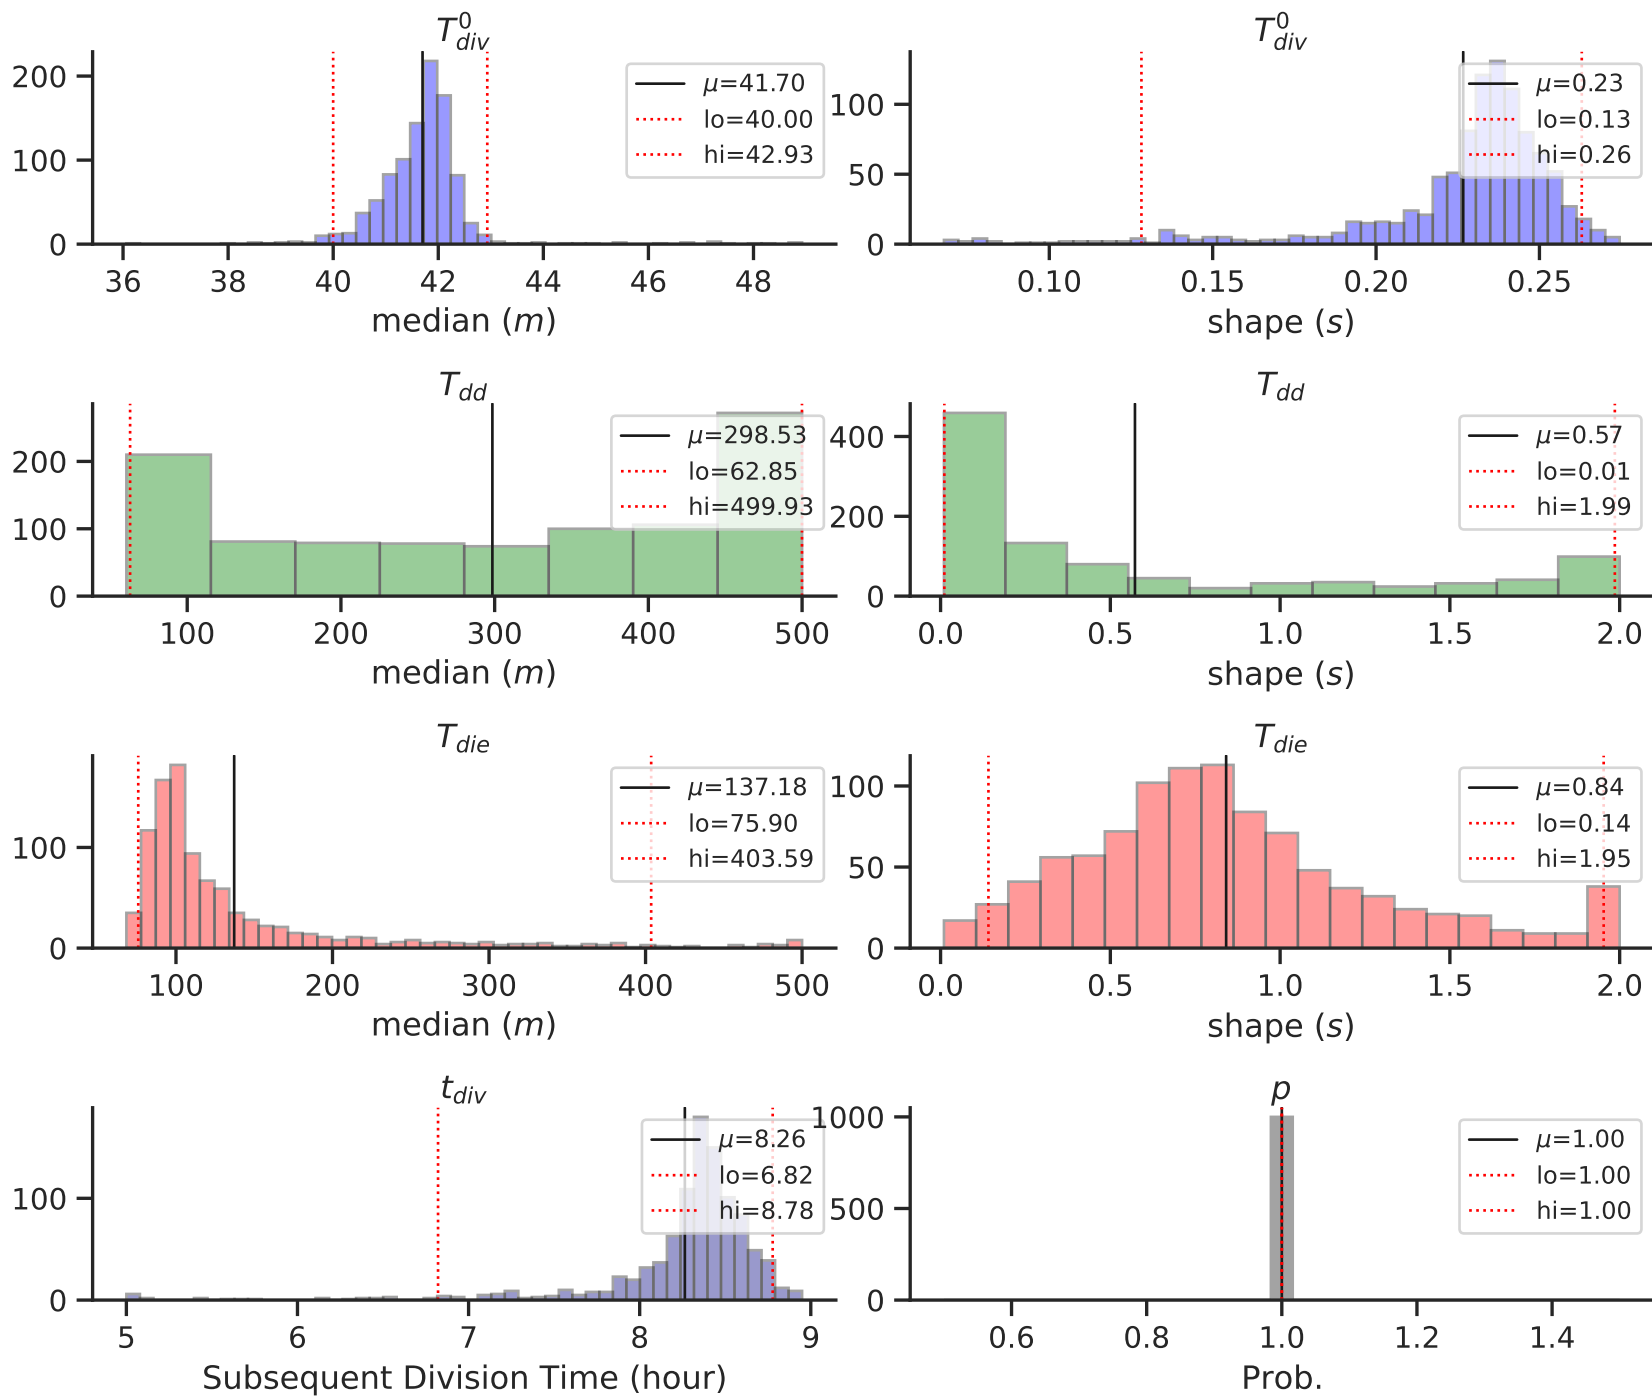 T⁰div
200
100
0
36 38 40 42 44 46 48
median (m)
μ=41.70
lo=40.00
hi=42.93
T⁰div
100
50
0
0.10 0.15 0.20 0.25
shape (s)
μ=0.23
lo=0.13
hi=0.26
Tdd
200
100
0
100 200 300 400 500
median (m)
μ=298.53
lo=62.85
hi=499.93
Tdd
400
200
0
0.0 0.5 1.0 1.5 2.0
shape (s)
μ=0.57
lo=0.01
hi=1.99
Tdie
100
0
100 200 300 400 500
median (m)
μ=137.18
lo=75.90
hi=403.59
Tdie
100
50
0
0.0 0.5 1.0 1.5 2.0
shape (s)
μ=0.84
lo=0.14
hi=1.95
tdiv
100
0
5 6 7 8 9
Subsequent Division Time (hour)
μ=8.26
lo=6.82
hi=8.78
p
1000
500
0
0.6 0.8 1.0 1.2 1.4
Prob.
μ=1.00
lo=1.00
hi=1.00